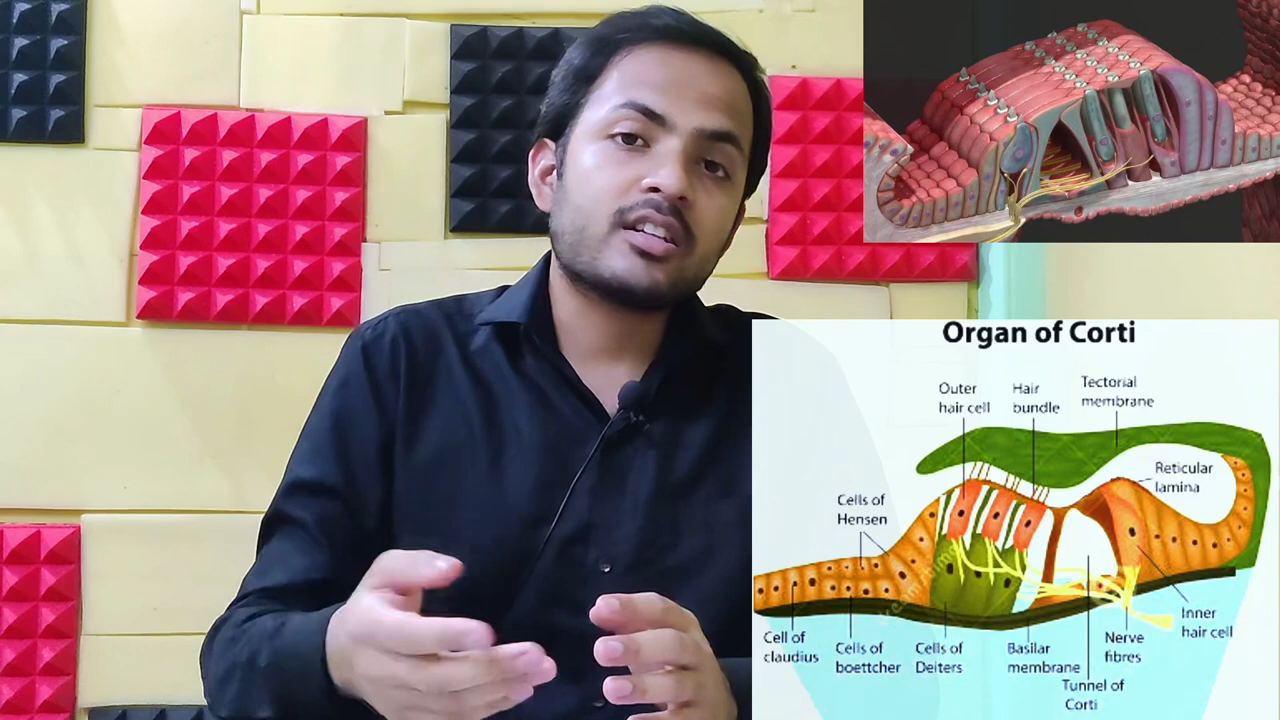 Organ of Corti
Outer
hair cell
Hair
bundle
Tectorial
membrane
Reticular
lamina
Cells of
Hensen
Inner
hair cell
Cell of
claudius
Cells of
boettcher
Cells of
Deiters
Basilar
membrane
Nerve
fibres
Tunnel of
Corti